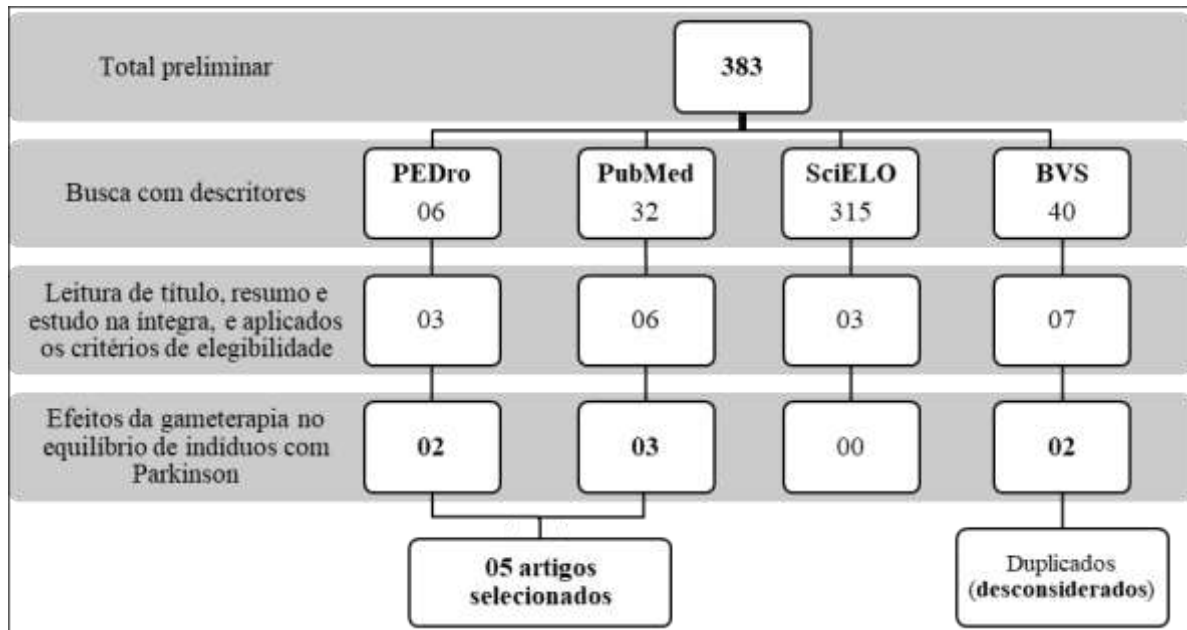 Total preliminar
383
Busca com descritores
PEDro
06
PubMed
32
SciELO
315
BVS
40
Leitura de título, resumo e
estudo na íntegra, e aplicados
os critérios de elegibilidade
03
06
03
07
Efeitos da gameterapia no
equilíbrio de indíduos com
Parkinson
02
03
00
02
05 artigos
selecionados
Duplicados
(desconsiderados)